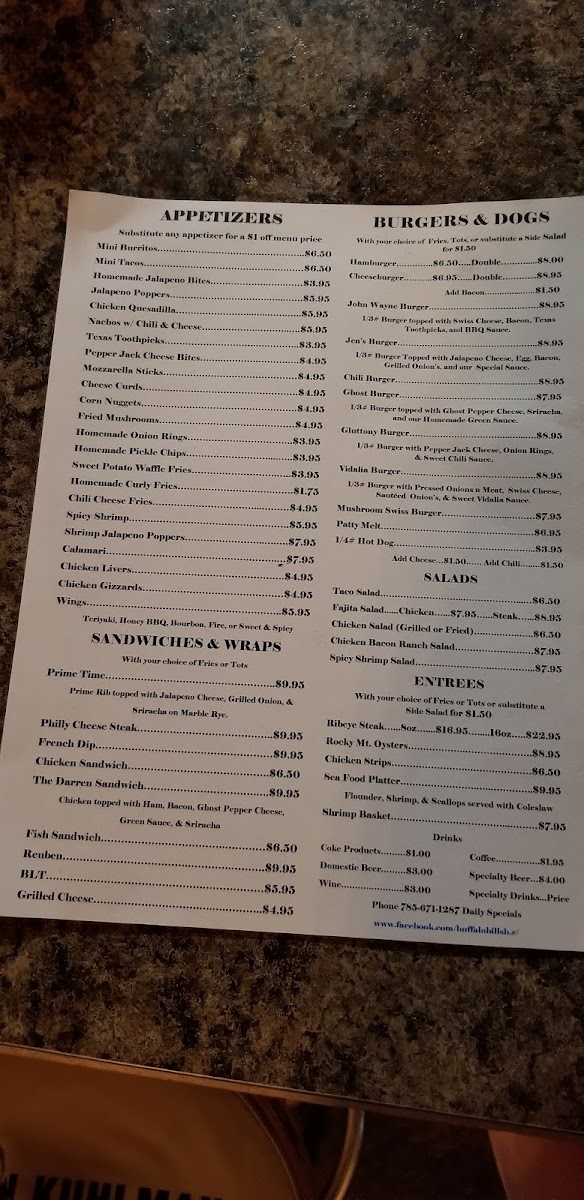 APPETIZERS
Substitute any appetizer for a $1 off menu price
Mini Burritos..........$6.50
Mini Tacos..........$6.50
Homemade Jalapeno Bites..........$3.95
Jalapeno Poppers..........$5.95
Chicken Quesadilla..........$5.95
Nachos w/ Chili & Cheese..........$5.95
Texas Toothpicks..........$3.95
Pepper Jack Cheese Bites..........$4.95
Mozzarella Sticks..........$4.95
Cheese Curds..........$4.95
Corn Nuggets..........$4.95
Fried Mushrooms..........$4.95
Homemade Onion Rings..........$3.95
Homemade Pickle Chips..........$3.95
Sweet Potato Waffle Fries..........$3.95
Homemade Curly Fries..........$1.75
Chili Cheese Fries..........$4.95
Spicy Shrimp..........$5.95
Shrimp Jalapeno Poppers..........$7.95
Calamari..........$7.95
Chicken Livers..........$4.95
Chicken Gizzards..........$4.95
Wings..........$5.95
Teriyaki, Honey BBQ, Bourbon, Fire, or Sweet & Spicy
SANDWICHES & WRAPS
With your choice of Fries or Tots
Prime Time..........$9.95
Prime Rib topped with Jalapeno Cheese, Grilled Onion, &
Sriracha on Marble Rye.
Philly Cheese Steak..........$9.95
French Dip..........$9.95
Chicken Sandwich..........$6.50
The Darren Sandwich..........$9.95
Chicken topped with Ham, Bacon, Ghost Pepper Cheese,
Green Sauce, & Sriracha
Fish Sandwich..........$6.50
Reuben..........$9.95
BLT..........$5.95
Grilled Cheese..........$4.95
BURGERS & DOGS
With your choice of Fries, Tots, or substitute a Side Salad
for $1.50
Hamburger..........$6.50.....Double..........$8.00
Cheeseburger........$6.95......Double..........$8.95
Add Bacon..........$1.50
John Wayne Burger..........$8.95
1/3# Burger topped with Swiss Cheese, Bacon, Texas
Toothpicks, and BBQ Sauce.
Jen's Burger..........$8.95
1/3# Burger Topped with Jalapeno Cheese, Egg, Bacon,
Grilled Onion's, and our Special Sauce.
Chili Burger..........$8.95
Ghost Burger..........$7.95
1/3# Burger topped with Ghost Pepper Cheese, Sriracha,
and our Homemade Green Sauce.
Gluttony Burger..........$8.95
1/3# Burger with Pepper Jack Cheese, Onion Rings,
& Sweet Chili Sauce.
Vidalia Burger..........$8.95
1/3# Burger with Pressed Onions n Meat, Swiss Cheese,
Sautéed Onion's, & Sweet Vidalia Sauce.
Mushroom Swiss Burger..........$7.95
Patty Melt..........$6.95
1/4# Hot Dog..........$3.95
Add Cheese...$1.50...... Add Chili........$1.50
SALADS
Taco Salad..........$6.50
Fajita Salad.....Chicken......$7.95......Steak.....$8.95
Chicken Salad (Grilled or Fried)..........$6.50
Chicken Bacon Ranch Salad..........$7.95
Spicy Shrimp Salad..........$7.95
ENTREES
With your choice of Fries or Tots or substitute a
Side Salad for $1.50
Ribeye Steak......8oz.......$16.95........16oz.....$22.95
Rocky Mt. Oysters..........$8.95
Chicken Strips..........$6.50
Sea Food Platter..........$9.95
Flounder, Shrimp, & Scallops served with Coleslaw
Shrimp Basket..........$7.95
Drinks
Coke Products.........$1.00
Domestic Beer.........$3.00
Wine..........$3.00
Coffee..........$1.95
Specialty Beer...$4.00
Specialty Drinks...Price
Phone 785-671-1287 Daily Specials
www.facebook.com/buffalobillsb.g/
KUHLMAN